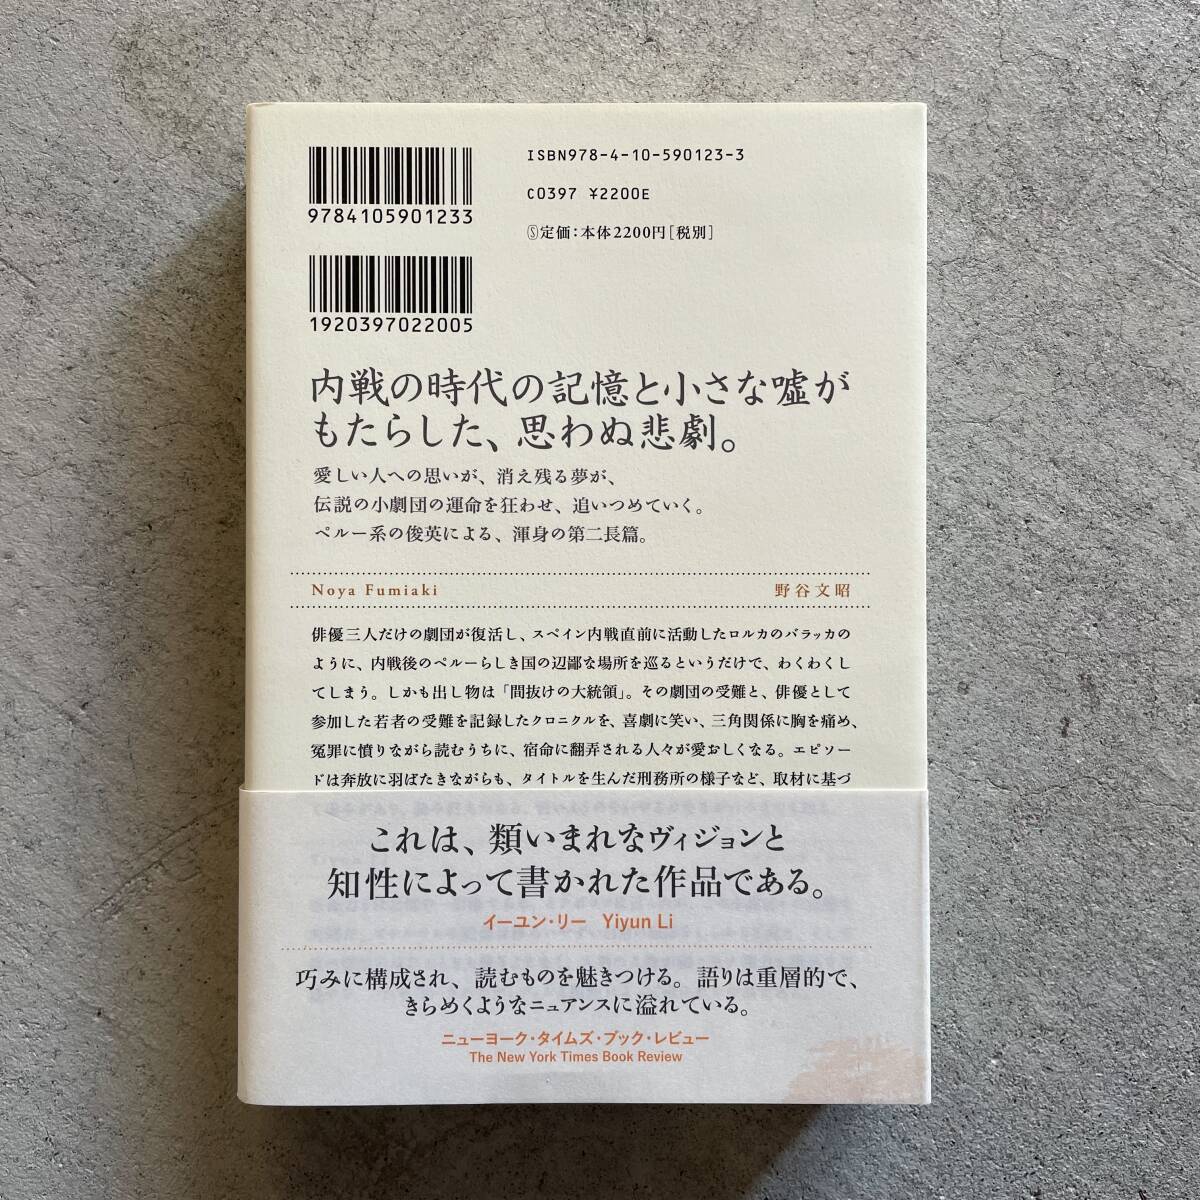 ISBN978-4-10-590123-3
9784105901233
C0397 ¥2200E
Ⓢ定価：本体2200円［税別］
1920397022005
内戦の時代の記憶と小さな嘘が
もたらした、思わぬ悲劇。
愛しい人への思いが、消え残る夢が、
伝説の小劇団の運命を狂わせ、追いつめていく。
ペルー系の俊英による、渾身の第二長篇。
Noya Fumiaki 野谷文昭
俳優三人だけの劇団が復活し、スペイン内戦直前に活動したロルカのバラッカの
ように、内戦後のペルーらしき国の辺鄙な場所を巡るというだけで、わくわくし
てしまう。しかも出し物は「間抜けの大統領」。その劇団の受難と、俳優として
参加した若者の受難を記録したクロニクルを、喜劇に笑い、三角関係に胸を痛め、
冤罪に憤りながら読むうちに、宿命に翻弄される人々が愛おしくなる。エピソー
ドは奔放に羽ばたきながらも、タイトルを生んだ刑務所の様子など、取材に基づ
これは、類いまれなヴィジョンと
知性によって書かれた作品である。
イーユン・リー Yiyun Li
巧みに構成され、読むものを魅きつける。語りは重層的で、
きらめくようなニュアンスに溢れている。
ニューヨーク・タイムズ・ブック・レビュー
The New York Times Book Review